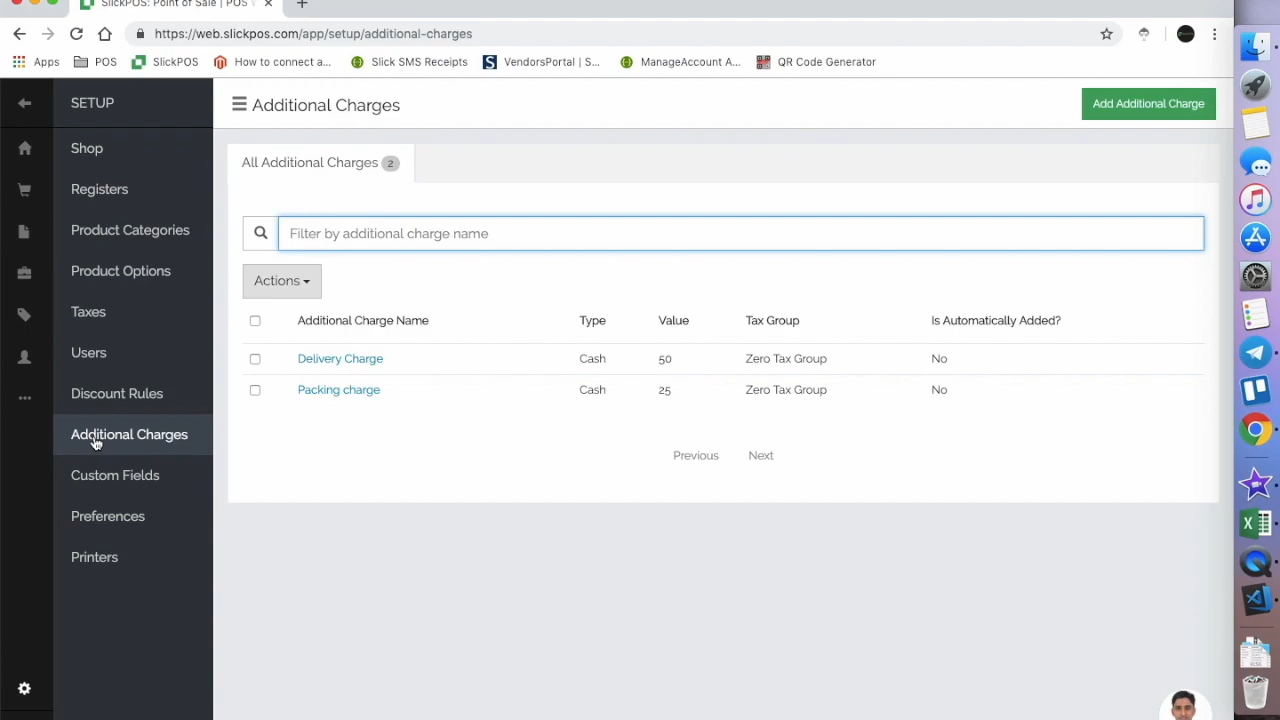 SlickPOS: Point of Sale | POS
https://web.slickpos.com/app/setup/additional-charges
Apps POS SlickPOS How to connect a... Slick SMS Receipts VendorsPortal | S... ManageAccount A... QR Code Generator
SETUP
Shop
Registers
Product Categories
Product Options
Taxes
Users
Discount Rules
Additional Charges
Custom Fields
Preferences
Printers
Additional Charges
Add Additional Charge
All Additional Charges 2
Filter by additional charge name
Actions
Additional Charge Name Type Value Tax Group Is Automatically Added?
Delivery Charge Cash 50 Zero Tax Group No
Packing charge Cash 25 Zero Tax Group No
Previous Next